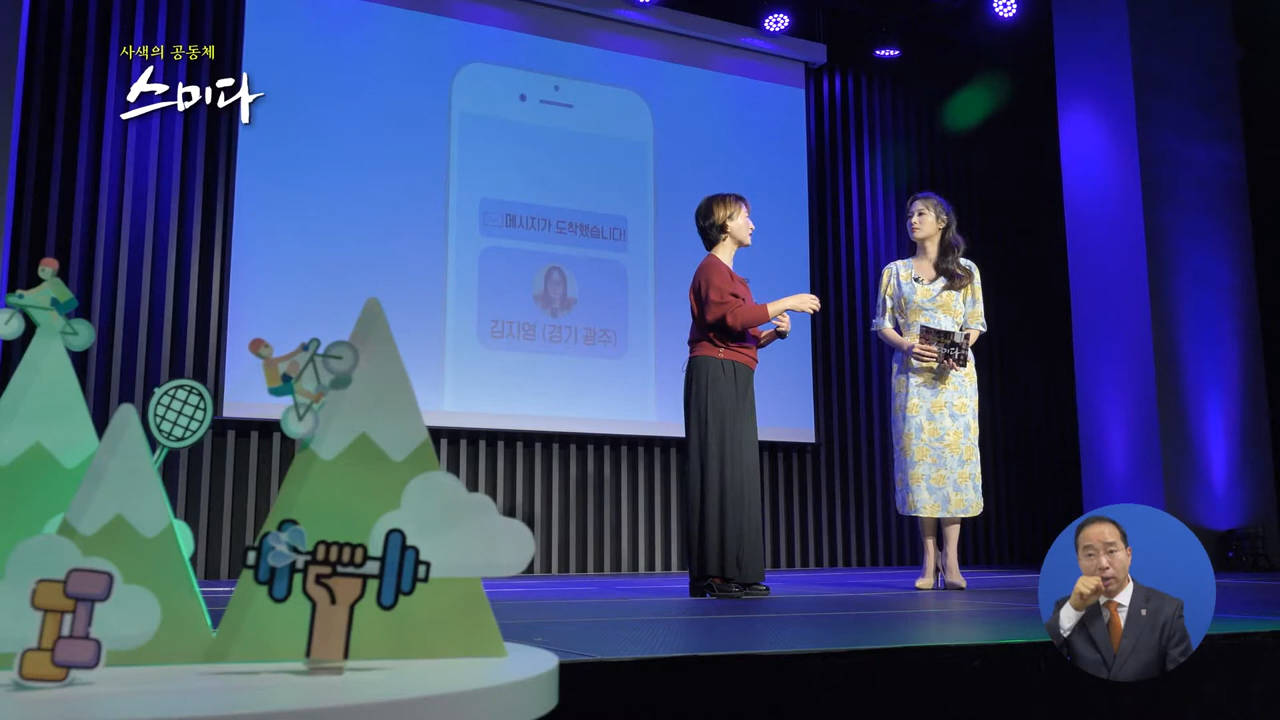 사색의 공동체
스미다
메시지가 도착했습니다!
김지영 (경기 광주)